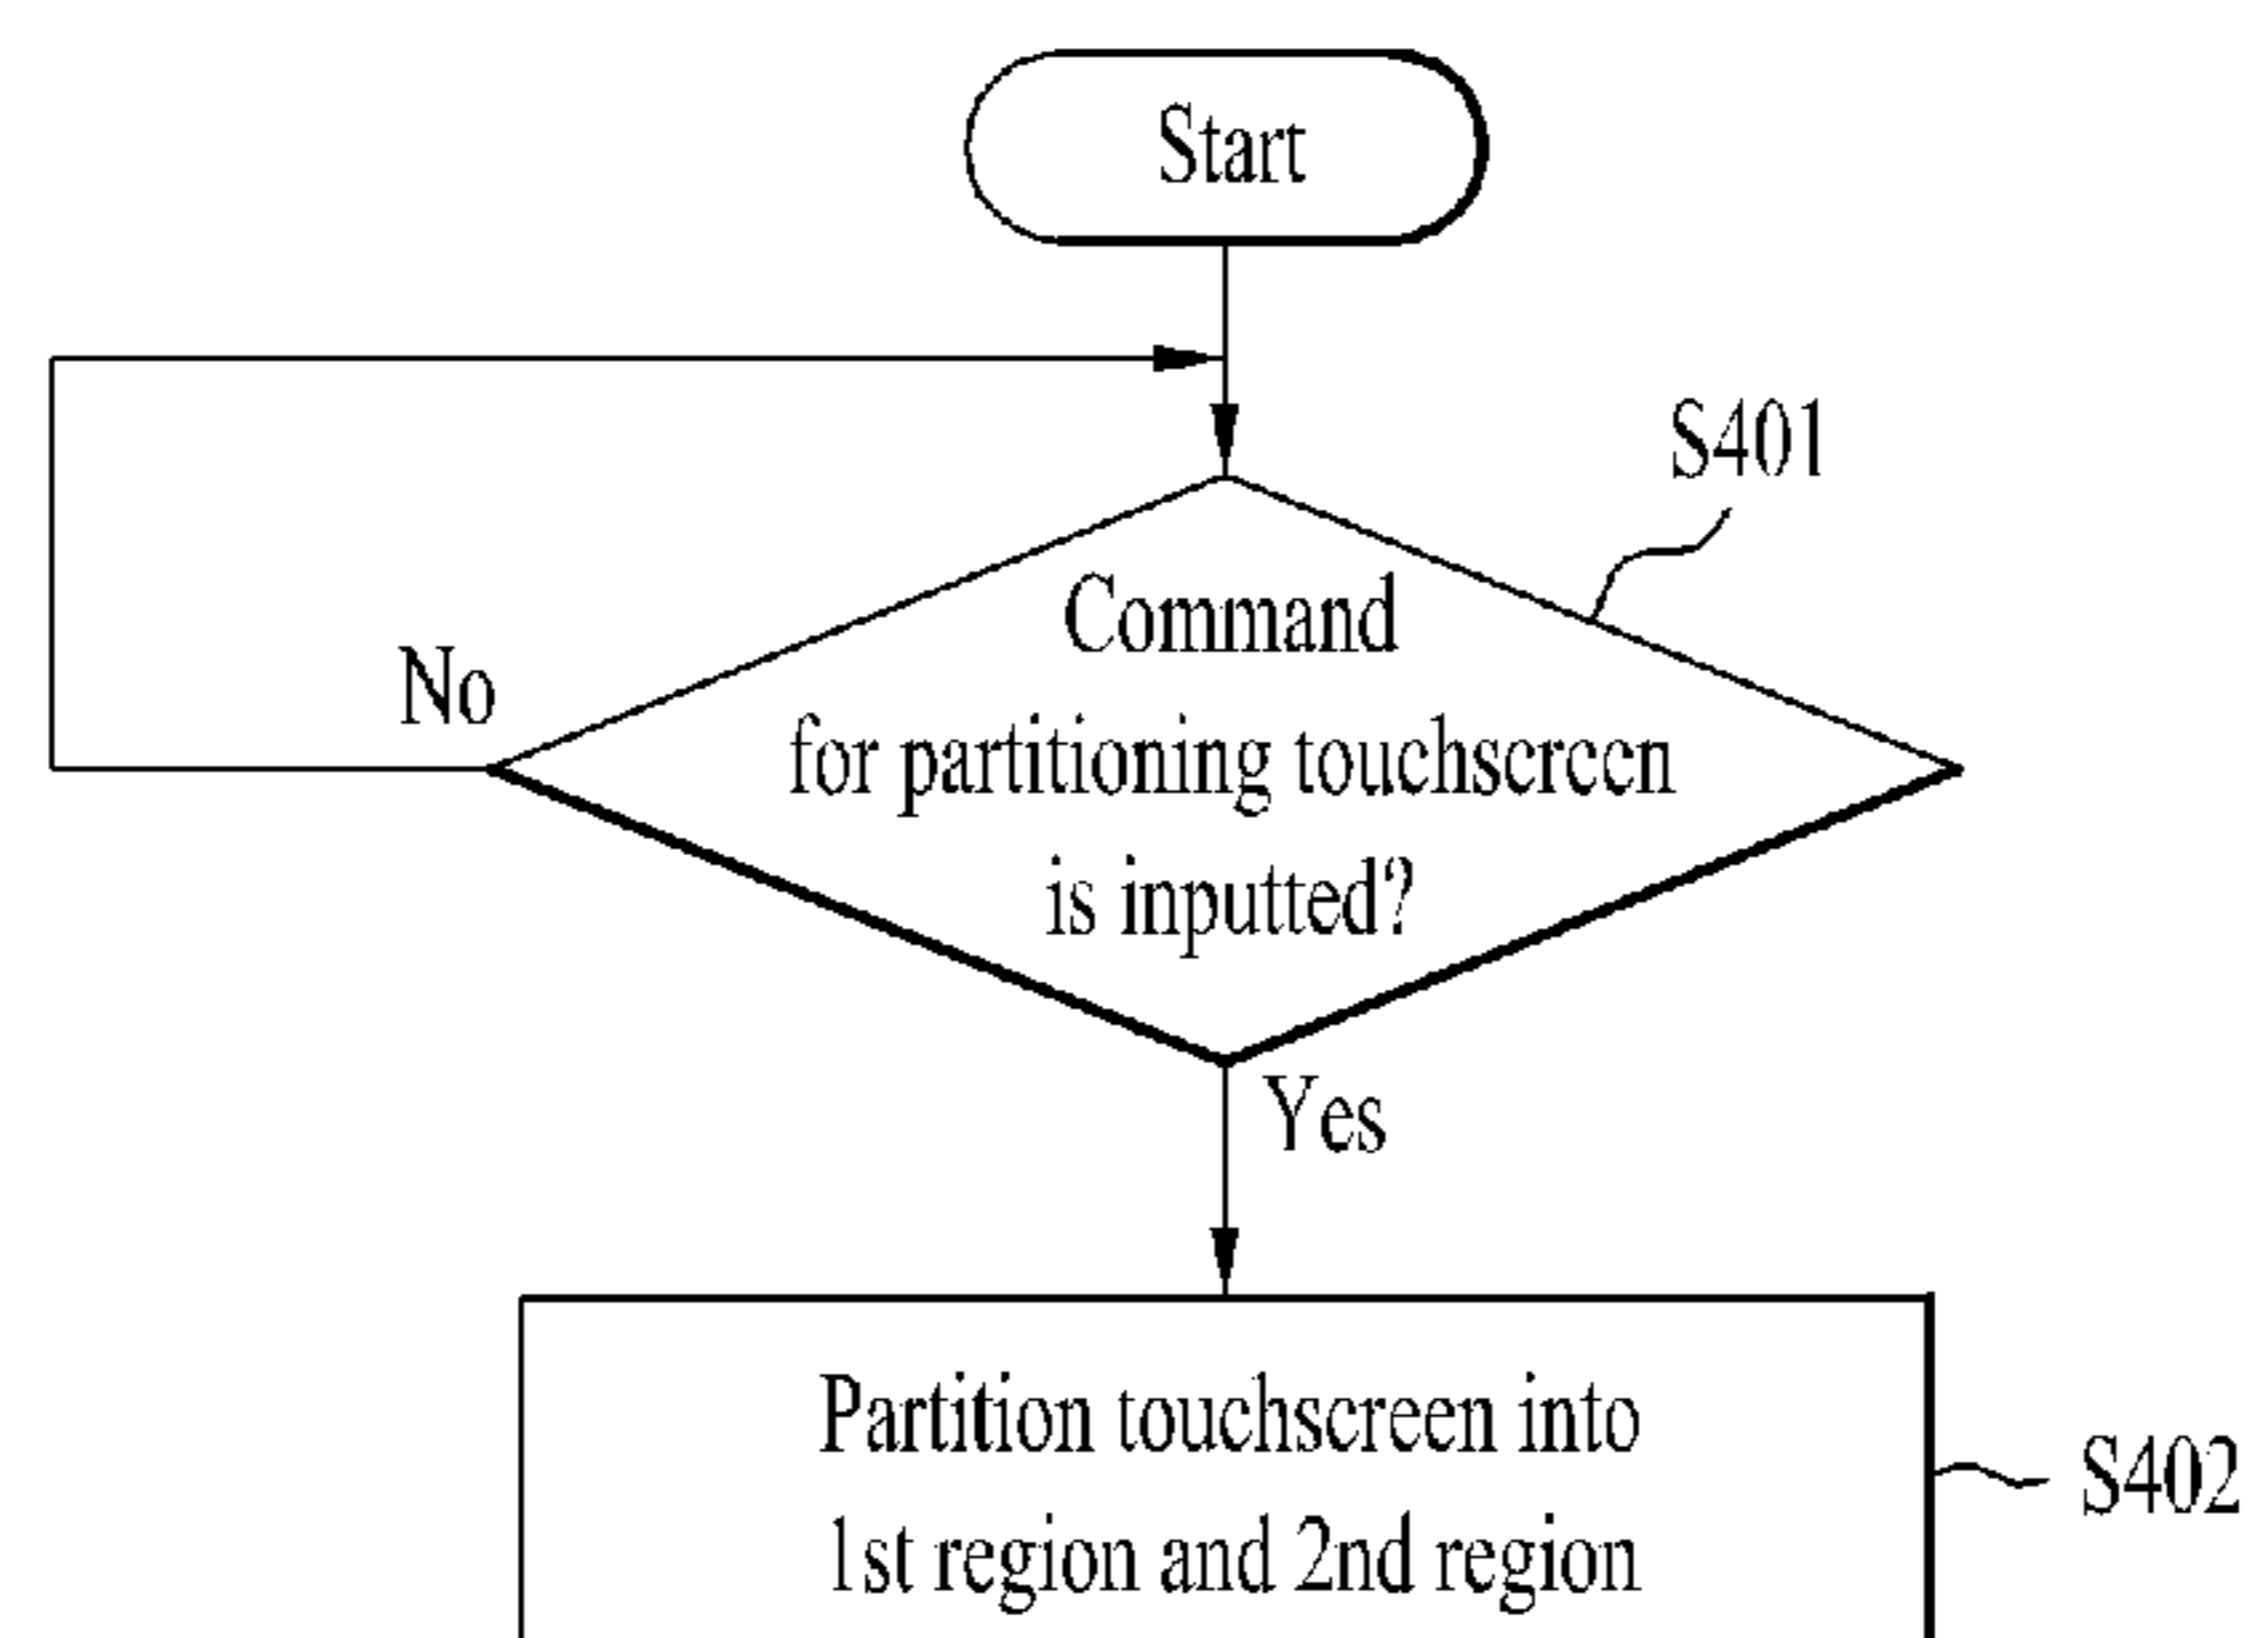 Start
S401
Command
No
for partitioning touchscreen
is inputted?
Yes
Partition touchscreen into
S402
1st region and 2nd region